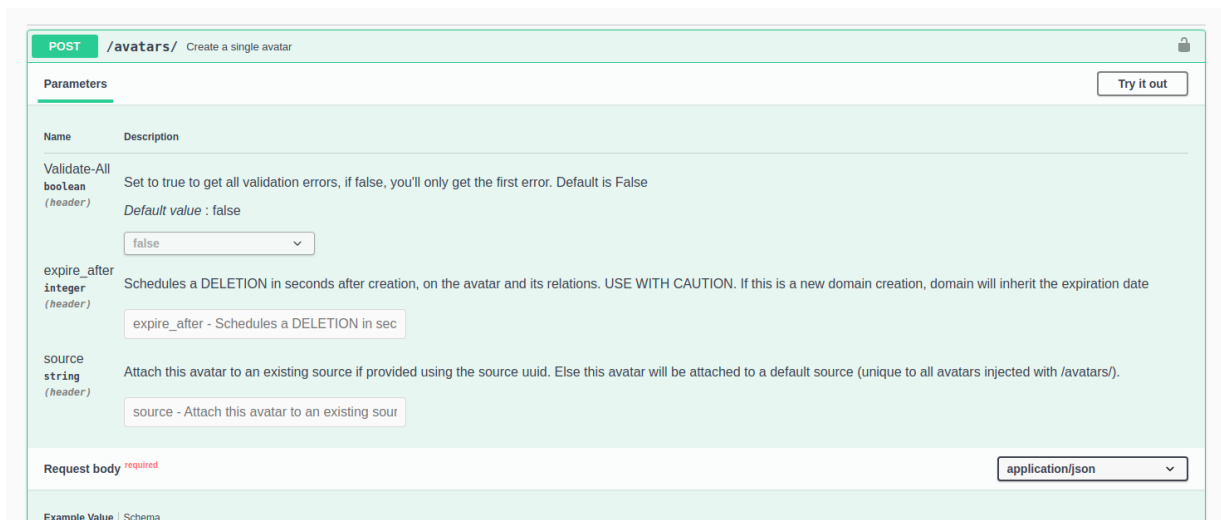 POST /avatars/ Create a single avatar
Parameters
Try it out
Name Description
Validate-All
boolean
(header)
Set to true to get all validation errors, if false, you'll only get the first error. Default is False
Default value : false
false
expire_after
integer
(header)
Schedules a DELETION in seconds after creation, on the avatar and its relations. USE WITH CAUTION. If this is a new domain creation, domain will inherit the expiration date
expire_after - Schedules a DELETION in sec
source
string
(header)
Attach this avatar to an existing source if provided using the source uuid. Else this avatar will be attached to a default source (unique to all avatars injected with /avatars/).
source - Attach this avatar to an existing sour
Request body required
application/json
Example Value Schema